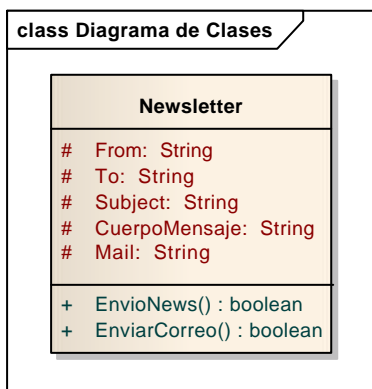 class Diagrama de Clases
Newsletter
# From: String
# To: String
# Subject: String
# CuerpoMensaje: String
# Mail: String
+ EnvioNews() : boolean
+ EnviarCorreo() : boolean